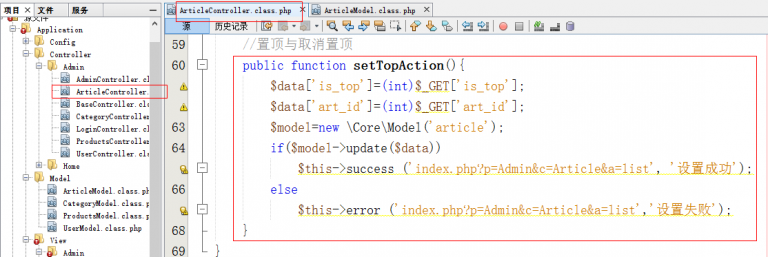 项目 × 文件 服务
源文件
Application
Config
Controller
Admin
AdminController.cl
ArticleController.
BaseController.cl
CategoryControlle
LoginController.c
ProductsControlle
UserController.cl
Home
Model
ArticleModel.class.ph
CategoryModel.class.p
ProductsModel.class.p
UserModel.class.php
View
Admin
ArticleController.class.php × ArticleModel.class.php ×
源 历史记录
59 //置顶与取消置顶
60 public function setTopAction(){
$data['is_top']=(int)$_GET['is_top'];
$data['art_id']=(int)$_GET['art_id'];
63 $model=new \Core\Model('article');
64 if($model->update($data))
$this->success ('index.php?p=Admin&c=Article&a=list', '设置成功');
66 else
$this->error ('index.php?p=Admin&c=Article&a=list','设置失败');
68 }
69 }